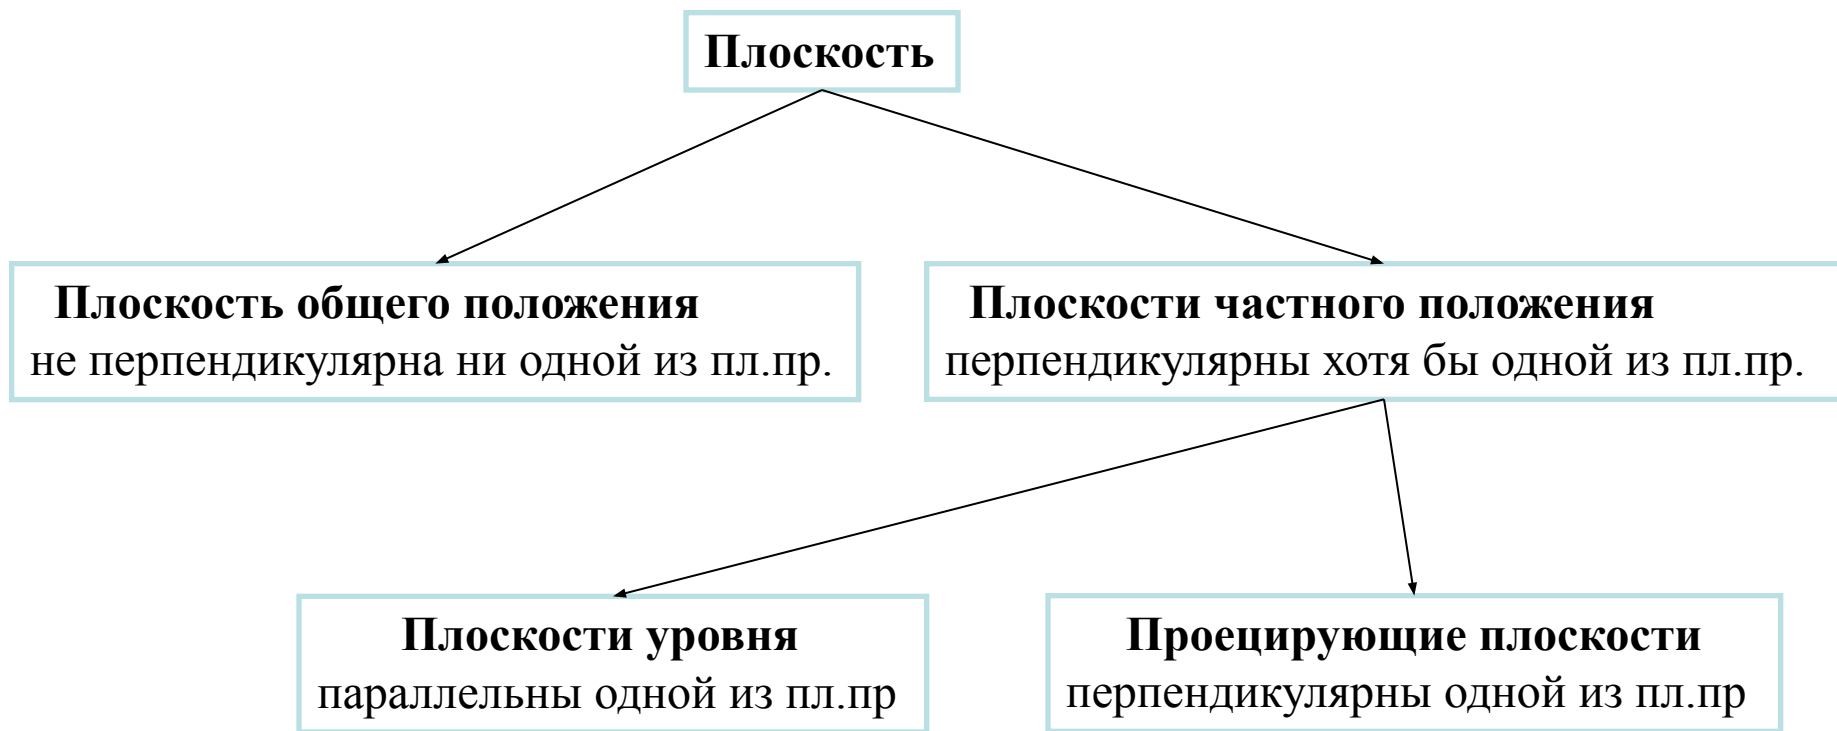 Плоскость
Плоскость общего положения
не перпендикулярна ни одной из пл.пр.
Плоскости частного положения
перпендикулярны хотя бы одной из пл.пр.
Плоскости уровня
параллельны одной из пл.пр
Проецирующие плоскости
перпендикулярны одной из пл.пр